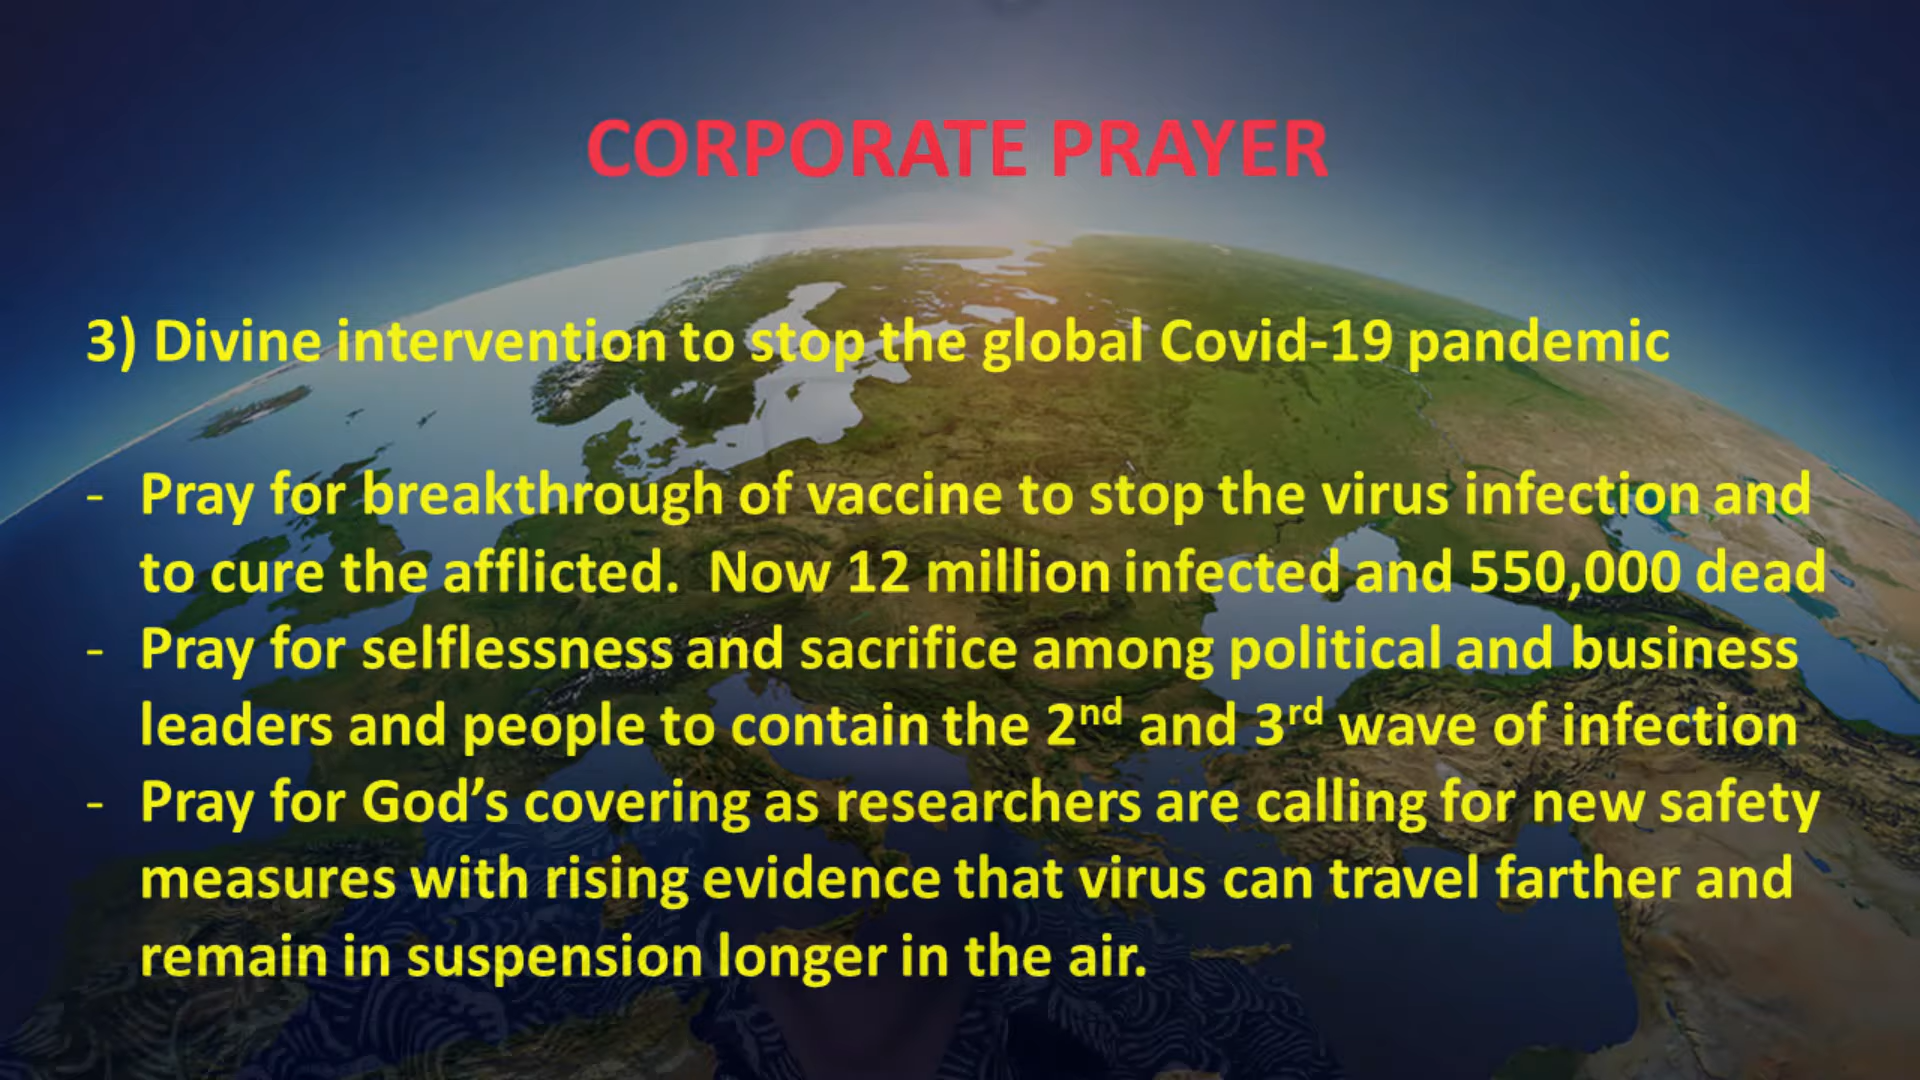 CORPORATE PRAYER
3) Divine intervention to stop the global Covid-19 pandemic
- Pray for breakthrough of vaccine to stop the virus infection and
to cure the afflicted.  Now 12 million infected and 550,000 dead
- Pray for selflessness and sacrifice among political and business
leaders and people to contain the 2nd and 3rd wave of infection
- Pray for God’s covering as researchers are calling for new safety
measures with rising evidence that virus can travel farther and
remain in suspension longer in the air.